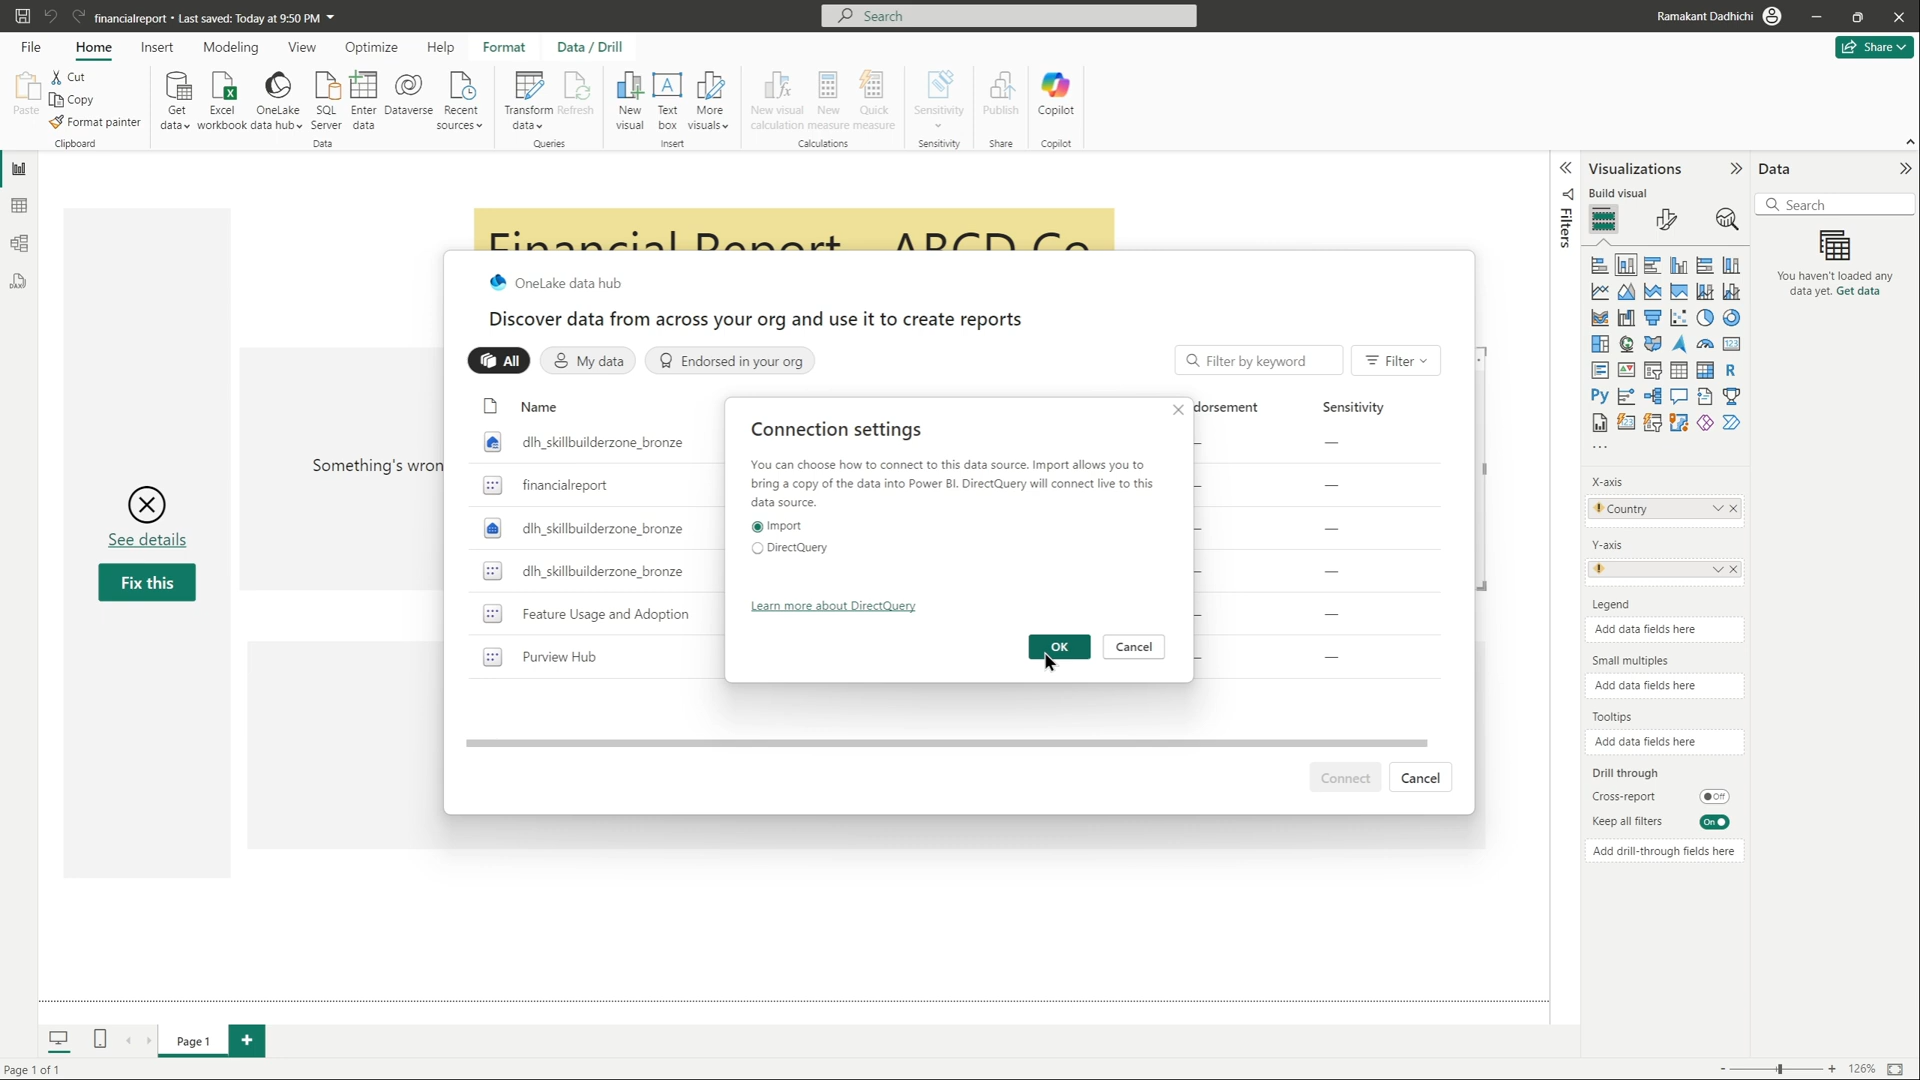 financialreport • Last saved: Today at 9:50 PM
Search
Ramakant Dadhichi
File
Home
Insert
Modeling
View
Optimize
Help
Format
Data / Drill
Share
Paste
Cut
Copy
Format painter
Clipboard
Get data
Excel workbook
OneLake data hub
SQL Server
Enter data
Dataverse
Recent sources
Data
Transform data
Refresh
Queries
New visual
Text box
More visuals
Insert
New visual calculation
New measure
Quick measure
Calculations
Sensitivity
Sensitivity
Publish
Share
Copilot
Copilot
Financial Report - ABCD Co
See details
Fix this
Something's wron
OneLake data hub
Discover data from across your org and use it to create reports
All
My data
Endorsed in your org
Filter by keyword
Filter
Name
dorsement
Sensitivity
dlh_skillbuilderzone_bronze
—
financialreport
—
dlh_skillbuilderzone_bronze
—
dlh_skillbuilderzone_bronze
—
Feature Usage and Adoption
—
Purview Hub
—
Connect
Cancel
Connection settings
You can choose how to connect to this data source. Import allows you to
bring a copy of the data into Power BI. DirectQuery will connect live to this
data source.
Import
DirectQuery
Learn more about DirectQuery
OK
Cancel
Filters
Visualizations
Build visual
R
Py
123
...
X-axis
Country
Y-axis
Legend
Add data fields here
Small multiples
Add data fields here
Tooltips
Add data fields here
Drill through
Cross-report
Off
Keep all filters
On
Add drill-through fields here
Data
Search
You haven't loaded any
data yet. Get data
DAX
Page 1
+
Page 1 of 1
- +
126%